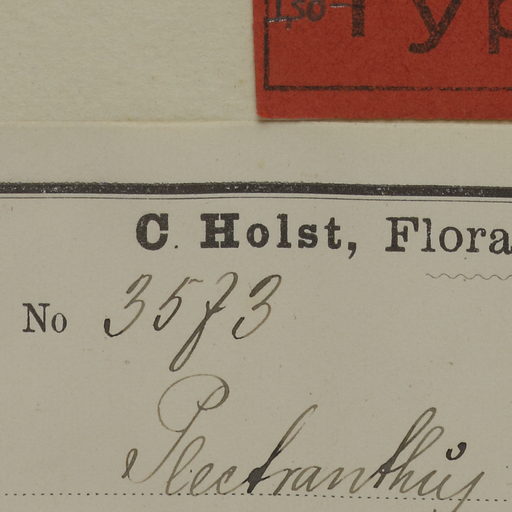 Typ
C. Holst, Flora
No 3573
Plectranthus